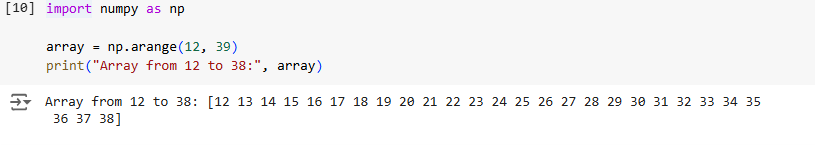 [10] import numpy as np
array = np.arange(12, 39)
print("Array from 12 to 38:", array)
Array from 12 to 38: [12 13 14 15 16 17 18 19 20 21 22 23 24 25 26 27 28 29 30 31 32 33 34 35
36 37 38]